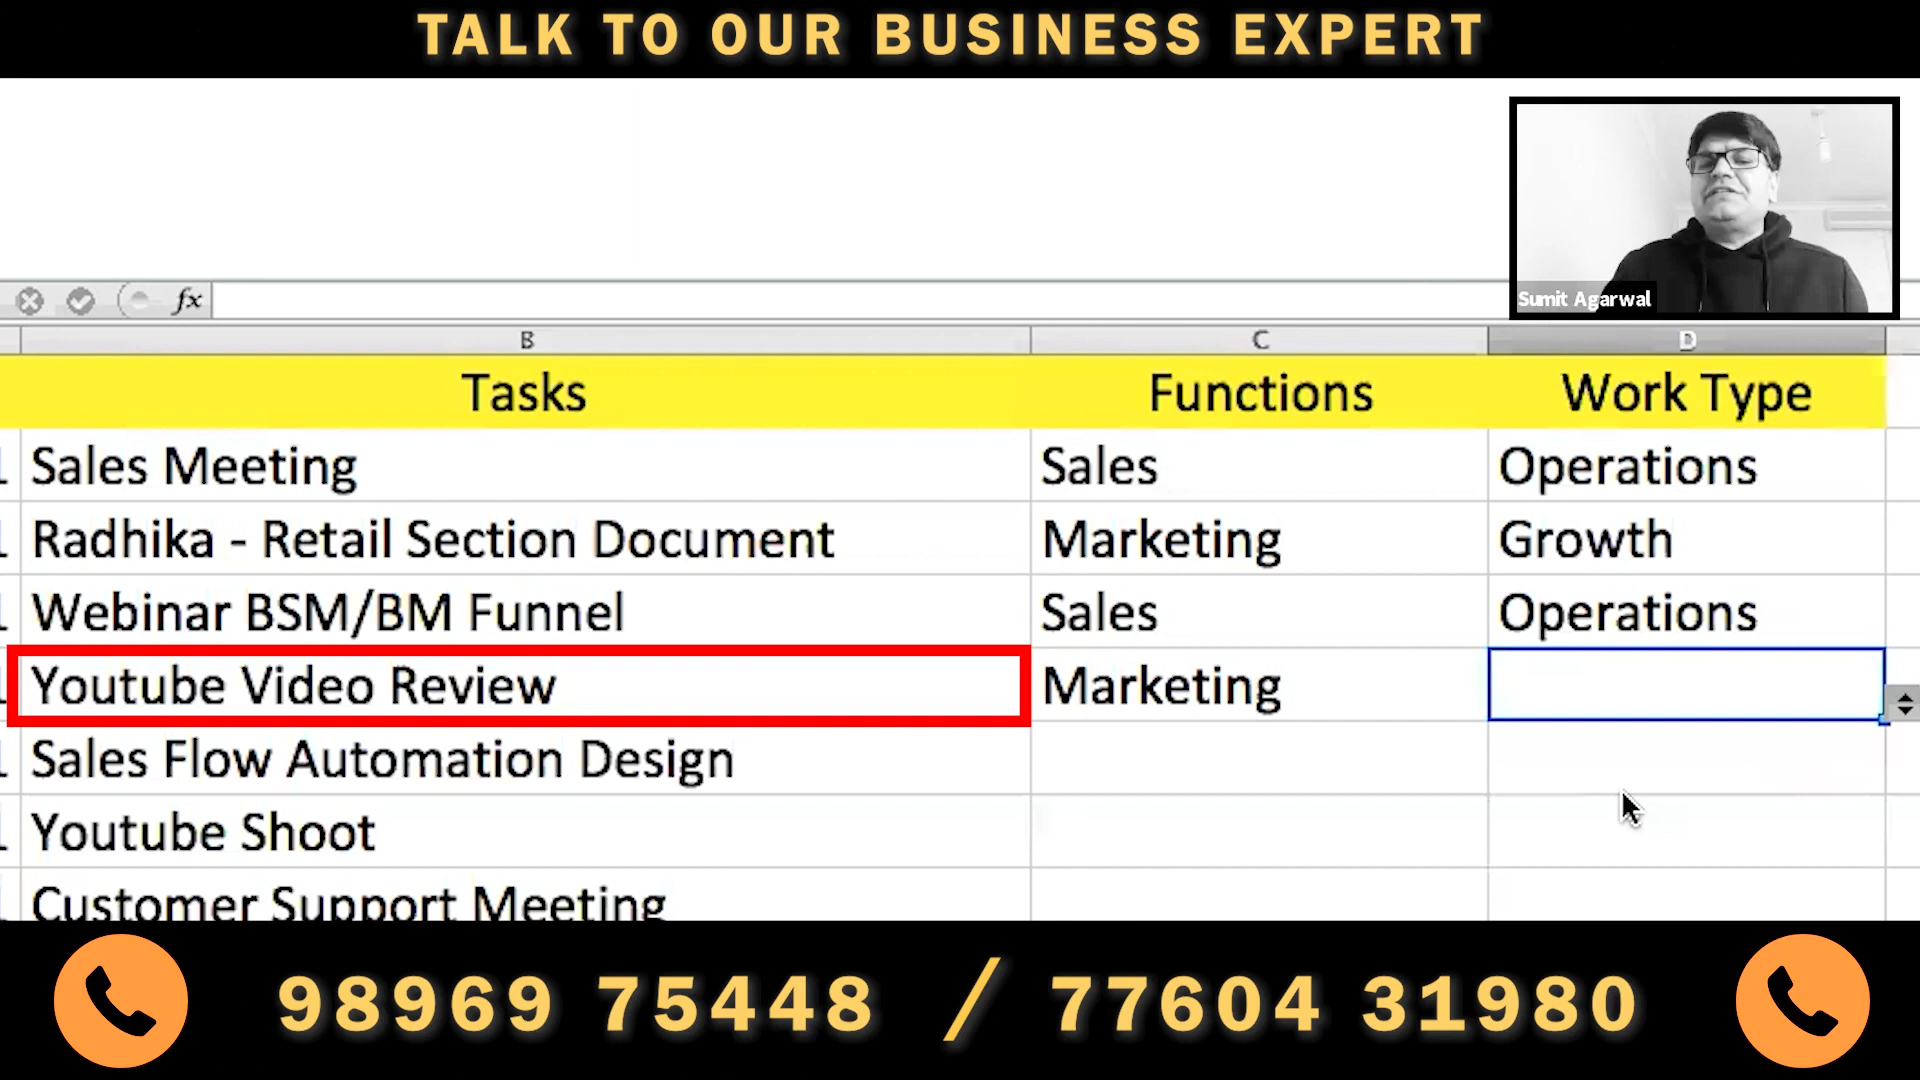 TALK TO OUR BUSINESS EXPERT
Sumit Agarwal
fx
B C D
Tasks Functions Work Type
Sales Meeting Sales Operations
Radhika - Retail Section Document Marketing Growth
Webinar BSM/BM Funnel Sales Operations
Youtube Video Review Marketing
Sales Flow Automation Design
Youtube Shoot
Customer Support Meeting
98969 75448 / 77604 31980